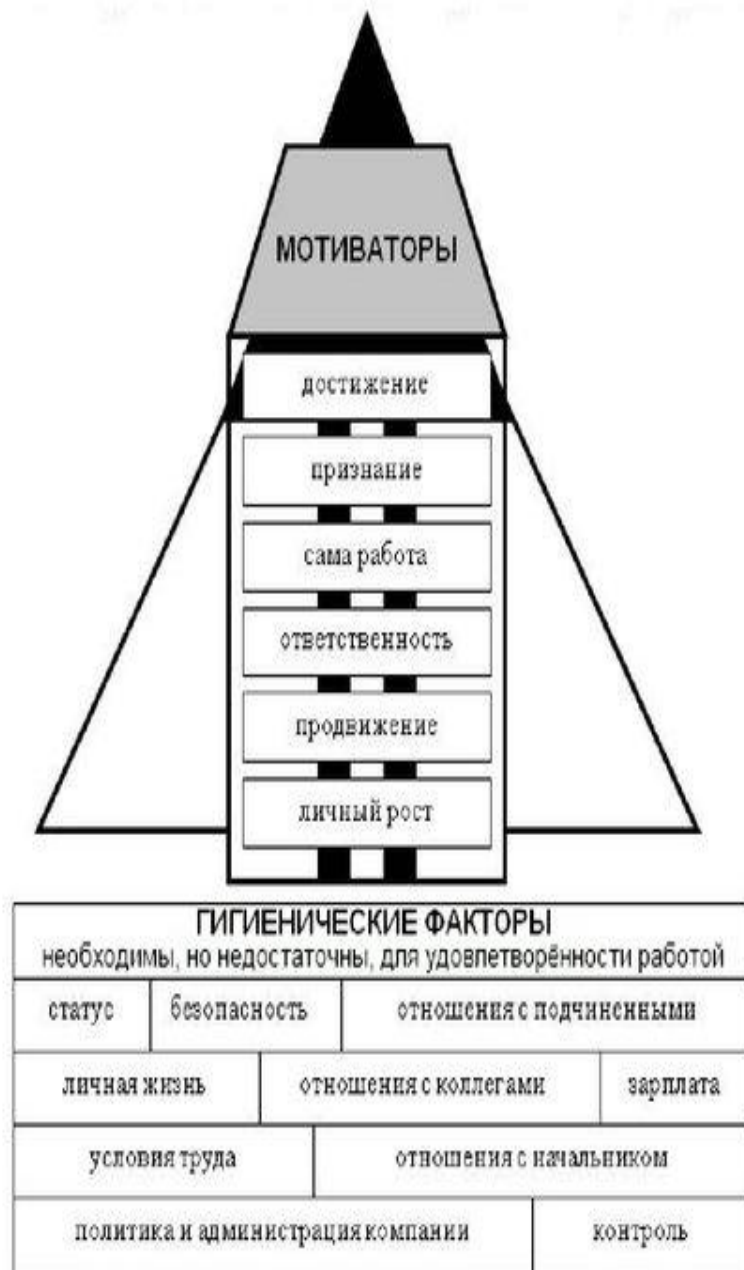 МОТИВАТОРЫ
достижение
признание
сама работа
ответственность
продвижение
личный рост
ГИГИЕНИЧЕСКИЕ ФАКТОРЫ
необходимы, но недостаточны, для удовлетворённости работой
статус безопасность отношения с подчиненными
личная жизнь отношения с коллегами зарплата
условия труда отношения с начальником
политика и администрация компании контроль